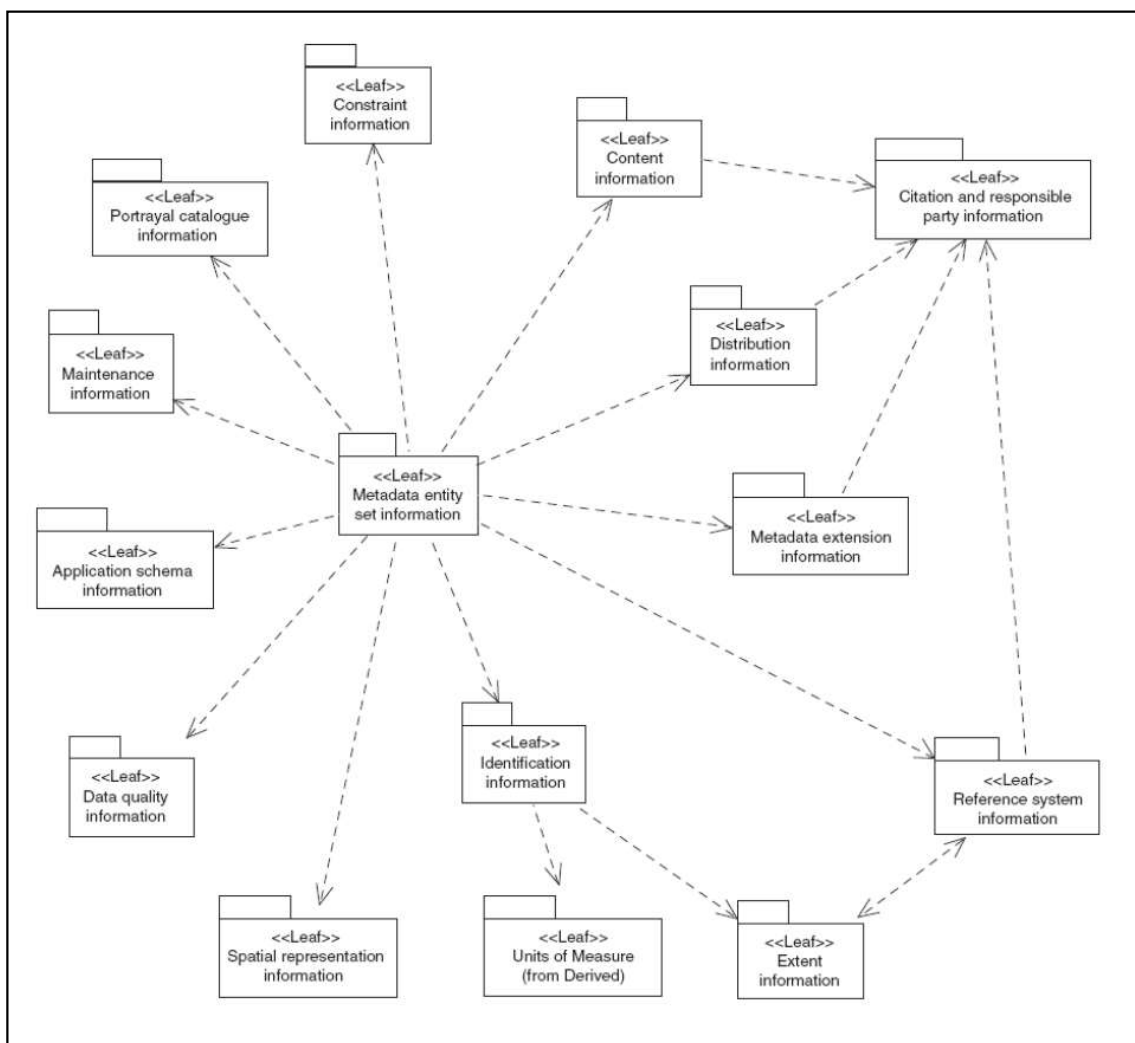 <<Leaf>>
Constraint
information
<<Leaf>>
Content
information
<<Leaf>>
Citation and responsible
party information
<<Leaf>>
Portrayal catalogue
information
<<Leaf>>
Distribution
information
<<Leaf>>
Maintenance
information
<<Leaf>>
Metadata entity
set information
<<Leaf>>
Metadata extension
information
<<Leaf>>
Application schema
information
<<Leaf>>
Identification
information
<<Leaf>>
Data quality
information
<<Leaf>>
Reference system
information
<<Leaf>>
Spatial representation
information
<<Leaf>>
Units of Measure
(from Derived)
<<Leaf>>
Extent
information